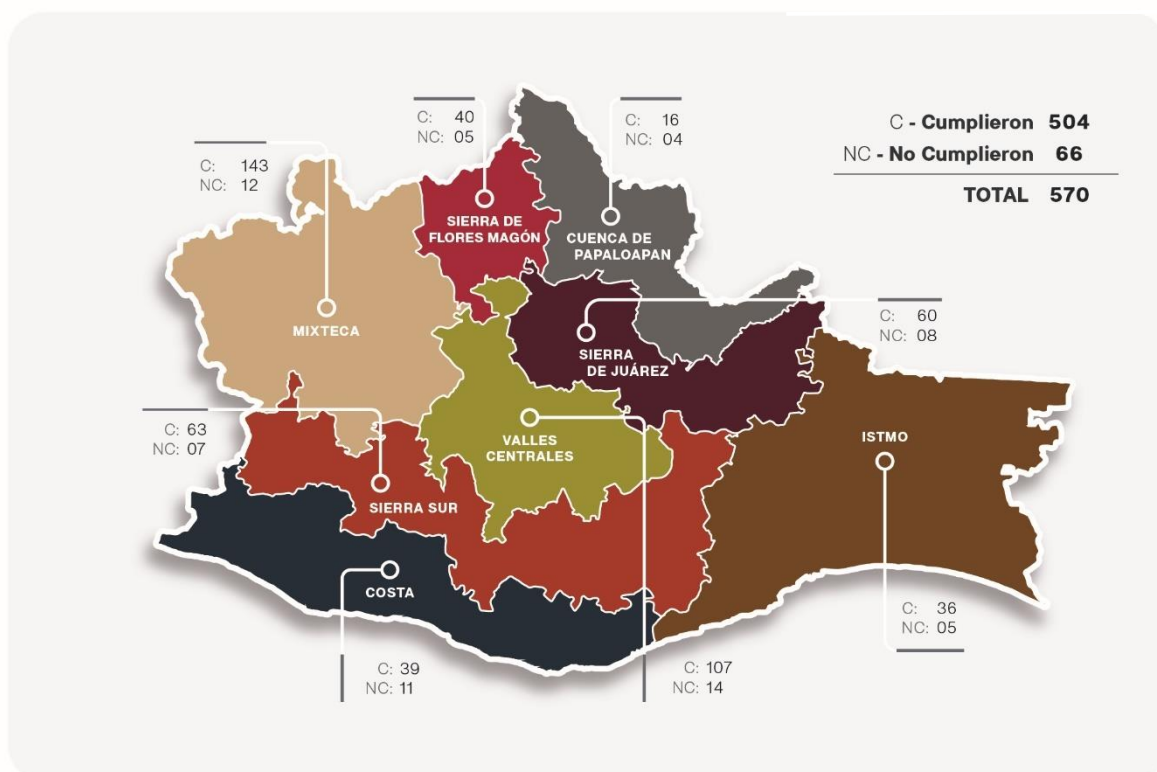 C: 40
NC: 05
C: 16
NC: 04
C - Cumplieron 504
NC - No Cumplieron 66
TOTAL 570
C: 143
NC: 12
SIERRA DE
FLORES MAGÓN
CUENCA DE
PAPALOAPAN
MIXTECA
C: 60
NC: 08
SIERRA
DE JUÁREZ
C: 63
NC: 07
VALLES
CENTRALES
ISTMO
SIERRA SUR
COSTA
C: 36
NC: 05
C: 39
NC: 11
C: 107
NC: 14